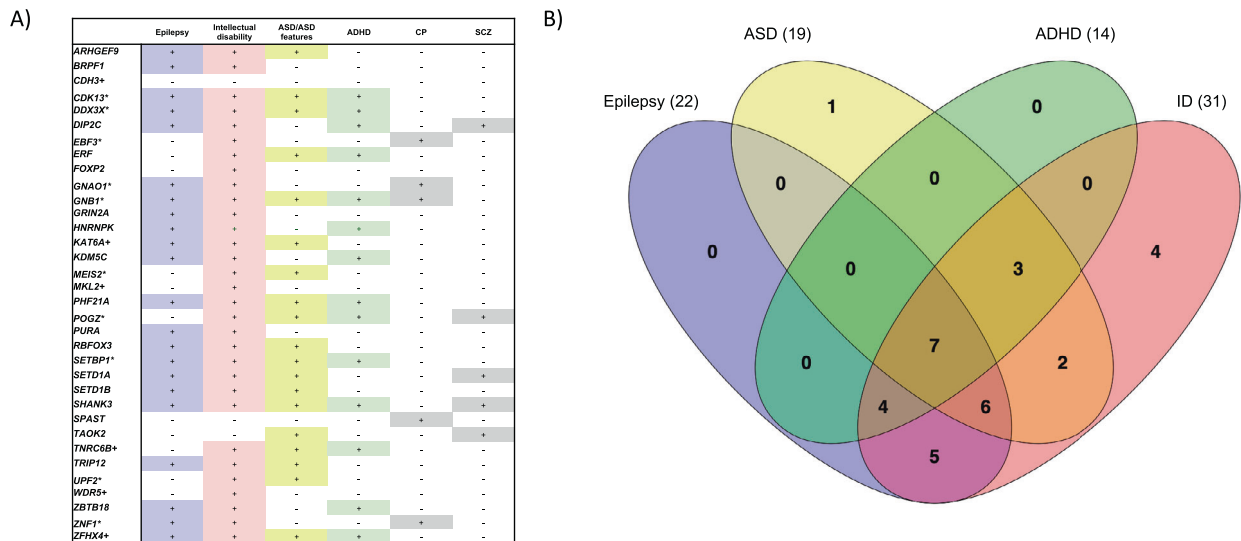 A)
Epilepsy Intellectual disability ASD/ASD features ADHD CP SCZ
ARHGEF9 + + + - - -
BRPF1 + + - - - -
CDH3+ - - - - - -
CDK13* + + + + - -
DDX3X* + + + + - -
DIP2C + + - + - +
EBF3* - + - - + -
ERF - + + + - -
FOXP2 - + - - - -
GNAO1* + + - - + -
GNB1* + + + + + -
GRIN2A + + - - - -
HNRNPK + + - + - -
KAT6A+ + + + - - -
KDM5C + + - + - -
MEIS2* - + + - - -
MKL2+ - + - - - -
PHF21A + + + + - -
POGZ* - + + + - +
PURA + + - - - -
RBFOX3 + + + - - -
SETBP1* + + + + - -
SETD1A + + + - - +
SETD1B + + + - - -
SHANK3 + + + + - +
SPAST - - - - + -
TAOK2 - - + - - +
TNRC6B+ - + + + - -
TRIP12 + + + - - -
UPF2* - + + - - -
WDR5+ - + - - - -
ZBTB18 + + - + - -
ZNF1* + + - - + -
ZFHX4+ + + + + - -
B)
ASD (19)
ADHD (14)
Epilepsy (22)
ID (31)
1
0
0
0
0
0
4
0
3
0
7
2
4
6
5